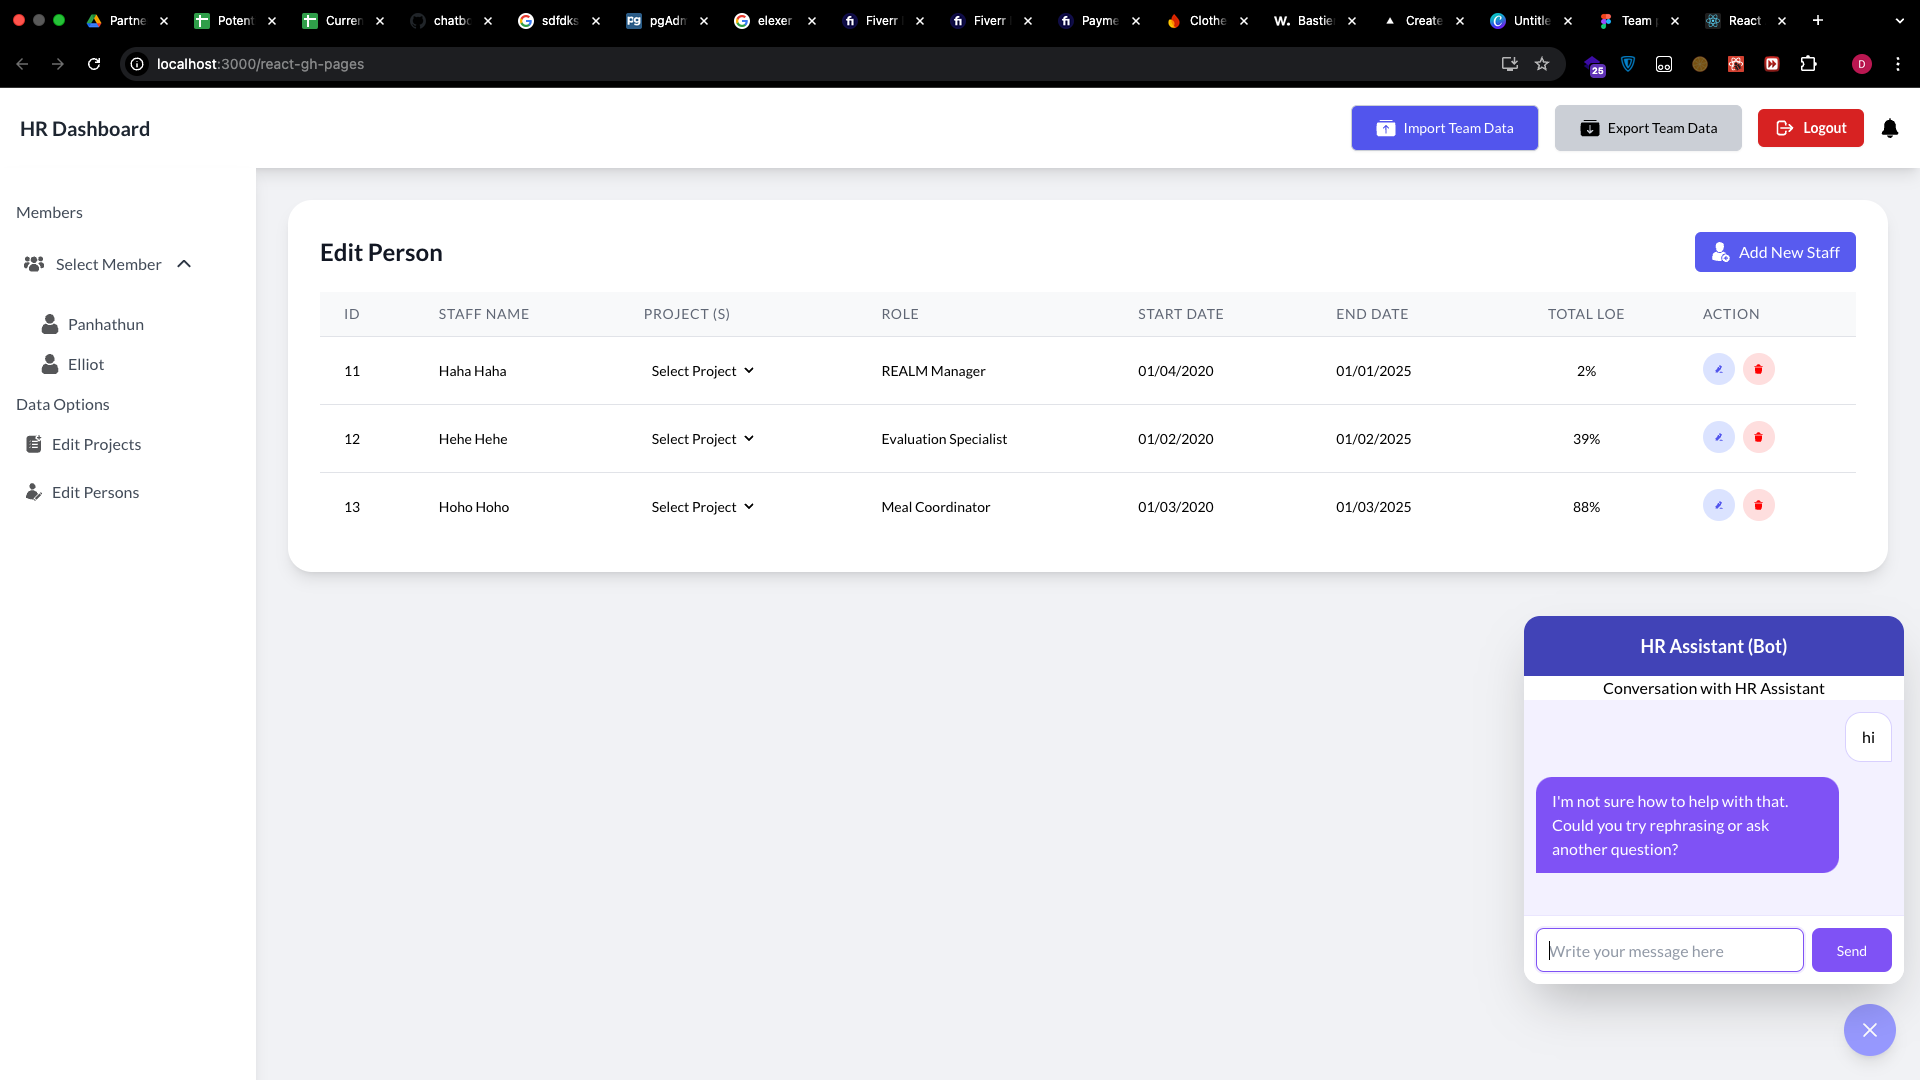 Partne
Poten
Curren
chatbo
sdfdks
pgAdm
elexer
Fiverr
Fiverr
Payme
Clothe
Bastie
Create
Untitle
Team
React
localhost:3000/react-gh-pages
25
D
HR Dashboard
Import Team Data
Export Team Data
Logout
Members
Select Member
Panhathun
Elliot
Data Options
Edit Projects
Edit Persons
Edit Person
Add New Staff
ID STAFF NAME PROJECT (S) ROLE START DATE END DATE TOTAL LOE ACTION
11 Haha Haha Select Project REALM Manager 01/04/2020 01/01/2025 2%
12 Hehe Hehe Select Project Evaluation Specialist 01/02/2020 01/02/2025 39%
13 Hoho Hoho Select Project Meal Coordinator 01/03/2020 01/03/2025 88%
HR Assistant (Bot)
Conversation with HR Assistant
hi
I'm not sure how to help with that.
Could you try rephrasing or ask
another question?
Write your message here
Send